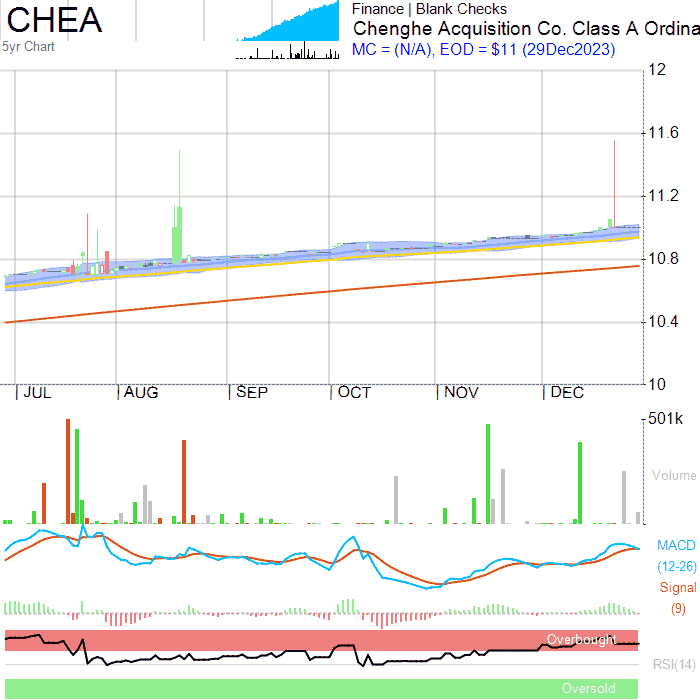 CHEA
5yr Chart
Finance | Blank Checks
Chenghe Acquisition Co. Class A Ordina
MC = (N/A), EOD = $11 (29Dec2023)
12
11.6
11.2
10.8
10.4
10
JUL AUG SEP OCT NOV DEC
501k
Volume
MACD
(12-26)
Signal
(9)
Overbought
RSI(14)
Oversold